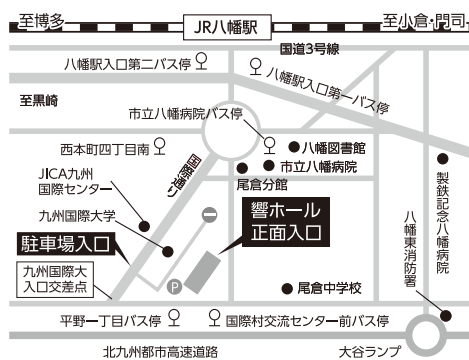 至博多
JR八幡駅
至小倉・門司
国道3号線
八幡駅入口第二バス停
八幡駅入口第一バス停
至黒崎
市立八幡病院バス停
西本町四丁目南
八幡図書館
市立八幡病院
国際通り
尾倉分館
JICA九州
国際センター
製鉄記念八幡病院
九州国際大学
響ホール
正面入口
八幡東消防署
駐車場入口
九州国際大
入口交差点
P
尾倉中学校
平野一丁目バス停
国際村交流センター前バス停
北九州都市高速道路
大谷ランプ